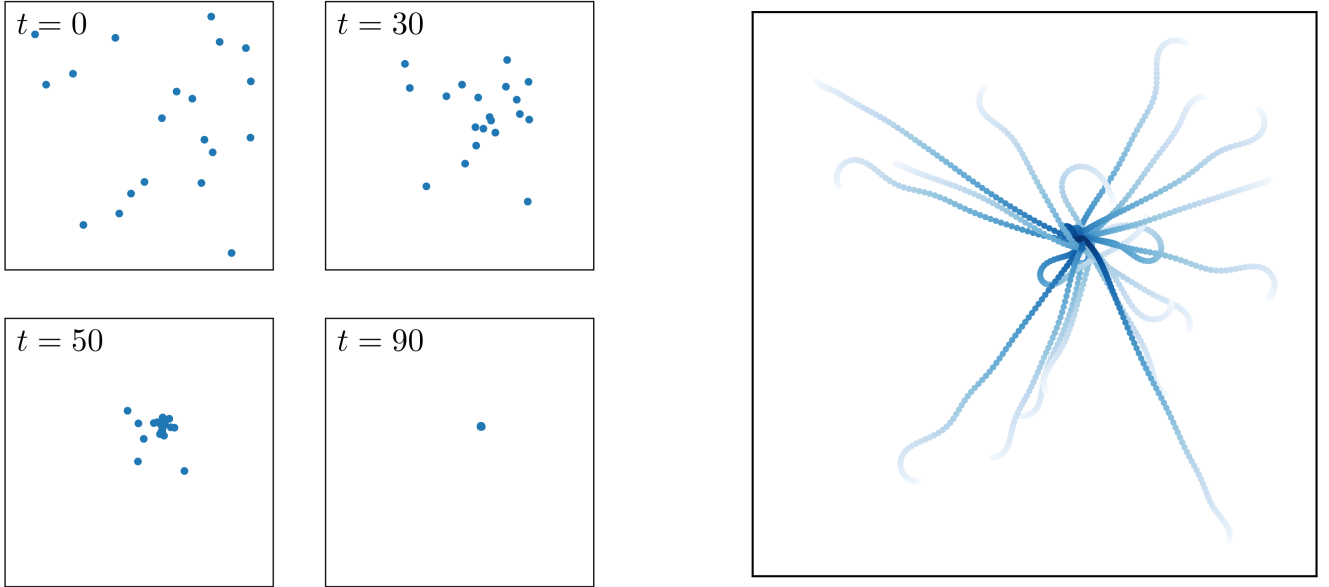 t = 0
t = 30
t = 50
t = 90